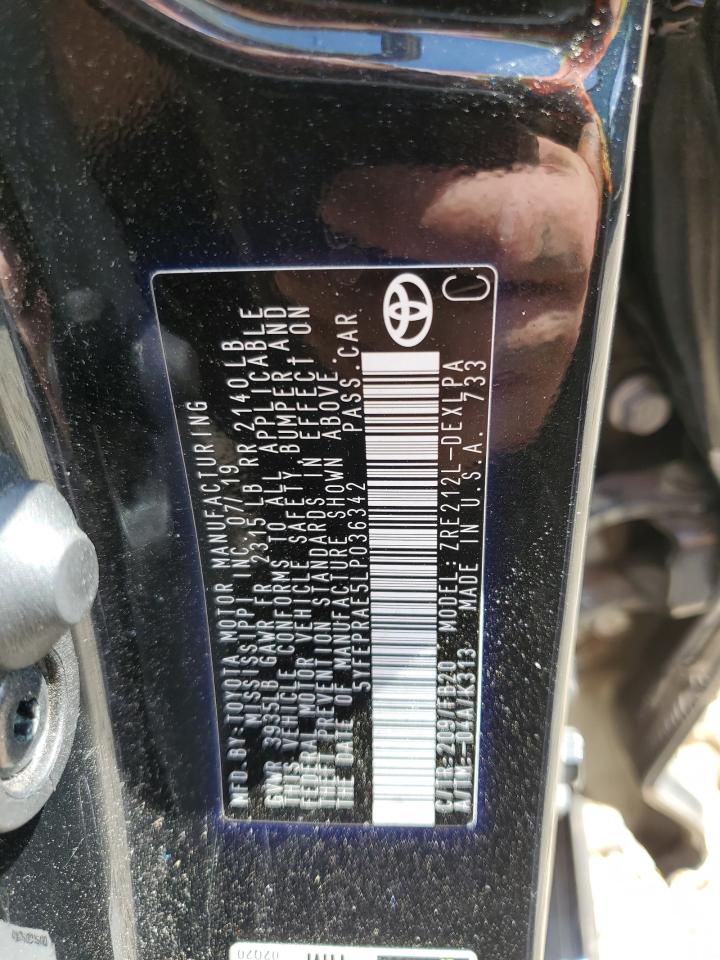 MFD.BY:TOYOTA MOTOR MANUFACTURING
MISSISSIPPI INC. 07/19
GVWR 3935LB GAWR FR 2315 LB RR 2140 LB
THIS VEHICLE CONFORMS TO ALL APPLICABLE
FEDERAL MOTOR VEHICLE SAFETY, BUMPER AND
THEFT PREVENTION STANDARDS IN EFFECT ON
THE DATE OF MANUFACTURE SHOWN ABOVE.
5YFEPRAE5LP036342 PASS.CAR
C/TR:209/FB20 MODEL:ZRE212L-DEXLPA
A/TM:-01A/K313 MADE IN U.S.A. 733
C
02020